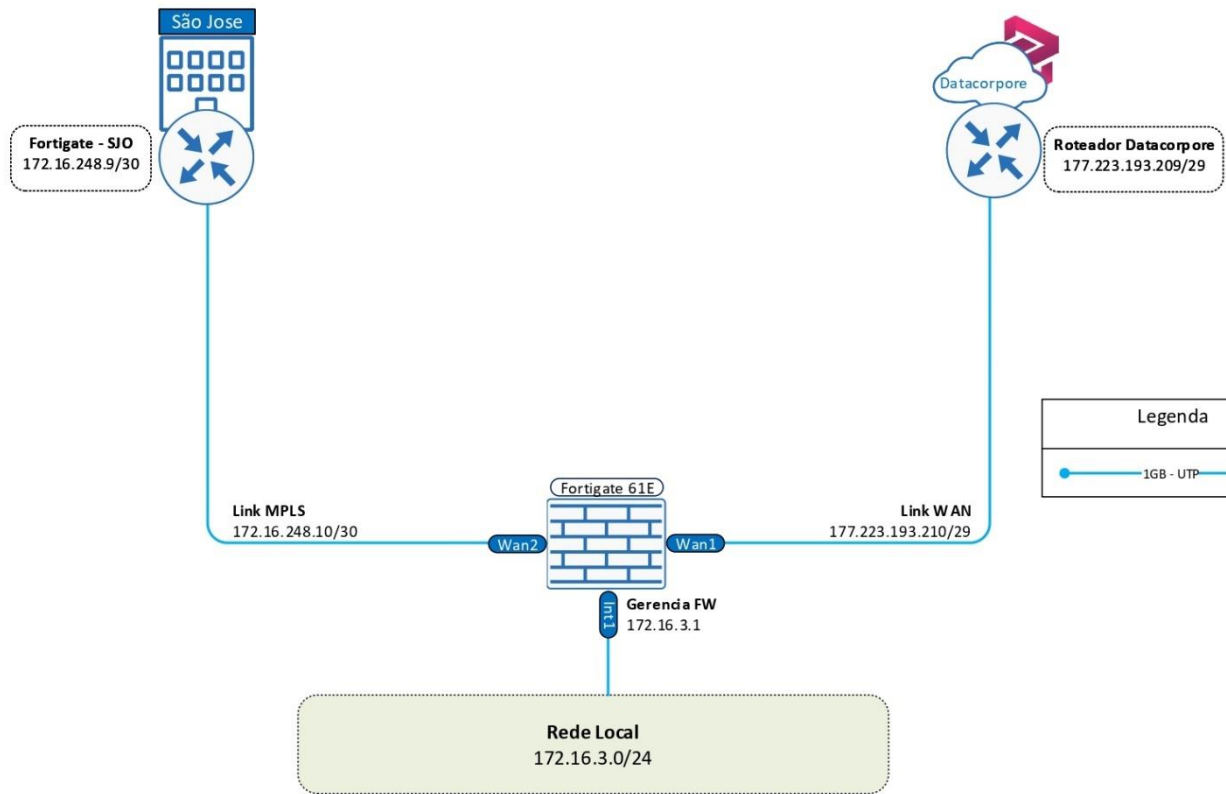 São Jose
Fortigate - SJO
172.16.248.9/30
Datacorpore
Roteador Datacorpore
177.223.193.209/29
Legenda
1GB - UTP
Link MPLS
172.16.248.10/30
Fortigate 61E
Wan2
Wan1
Link WAN
177.223.193.210/29
Int1
Gerencia FW
172.16.3.1
Rede Local
172.16.3.0/24